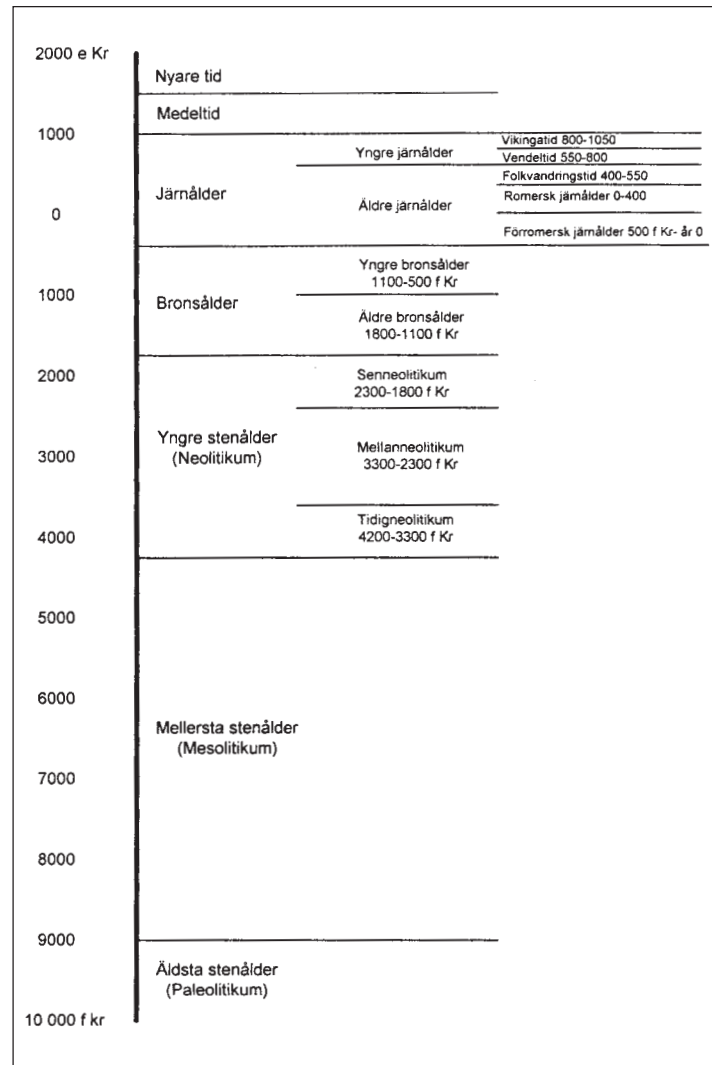 2000 e Kr
Nyare tid
Medeltid
1000
Vikingatid 800-1050
Yngre järnålder
Vendeltid 550-800
Folkvandringstid 400-550
Järnålder
Romersk järnålder 0-400
Äldre järnålder
0
Förromersk järnålder 500 f Kr- år 0
Yngre bronsålder
1100-500 f Kr
1000
Bronsålder
Äldre bronsålder
1800-1100 f Kr
2000
Senneolitikum
2300-1800 f Kr
Yngre stenålder
(Neolitikum)
Mellanneolitikum
3300-2300 f Kr
3000
Tidigneolitikum
4200-3300 f Kr
4000
5000
6000
Mellersta stenålder
(Mesolitikum)
7000
8000
9000
Äldsta stenålder
(Paleolitikum)
10 000 f kr